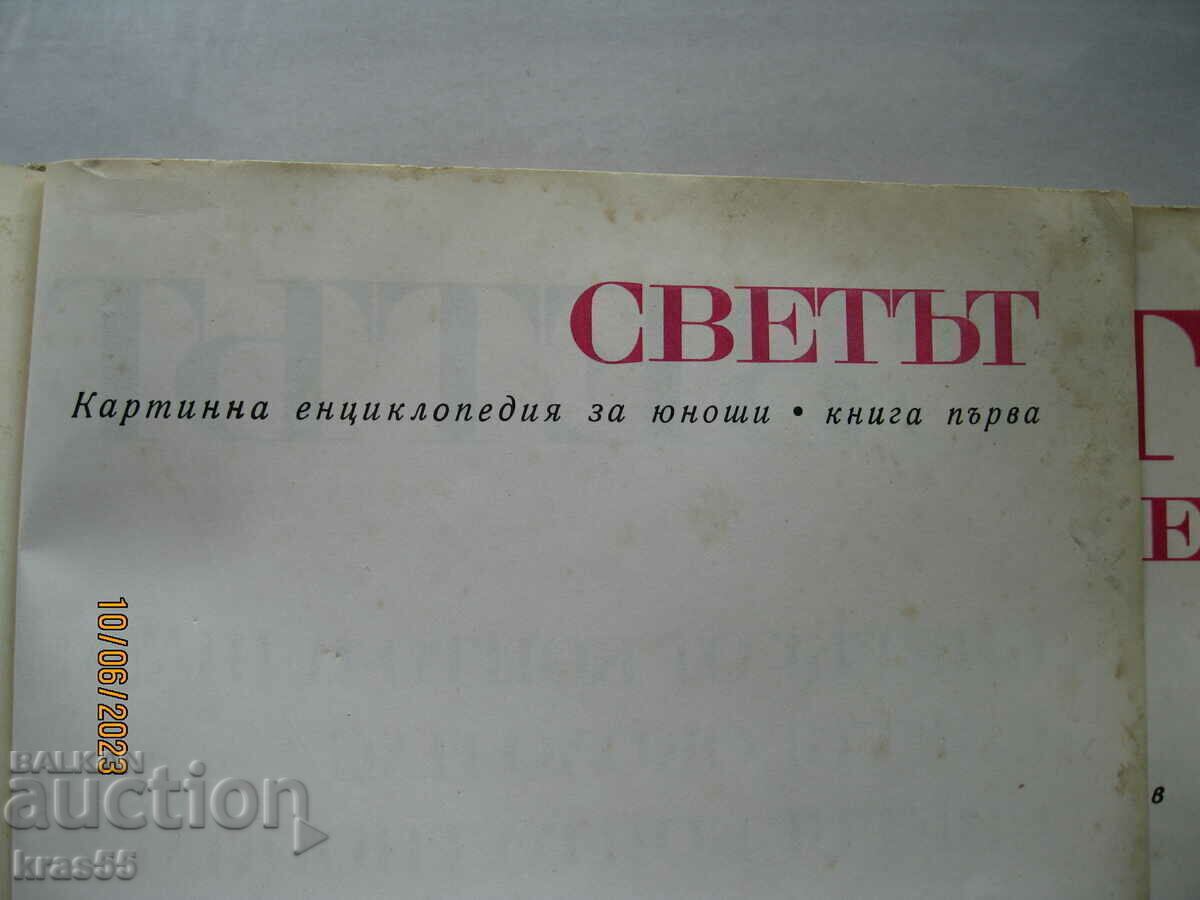 СВЕТЪТ
Картинна енциклопедия за юноши • книга първа
Т
Е
в
10/06/2023
BALKAN
auction
kras55